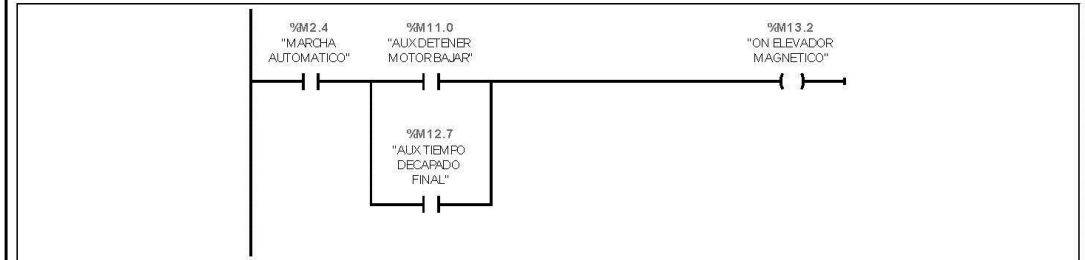 %M2.4
"MARCHA
AUTOMATICO"
%M11.0
"AUX DETENER
MOTOR BAJAR"
%M13.2
"ON ELEVADOR
MAGNETICO"
%M12.7
"AUX TIEMPO
DECAPADO
FINAL"